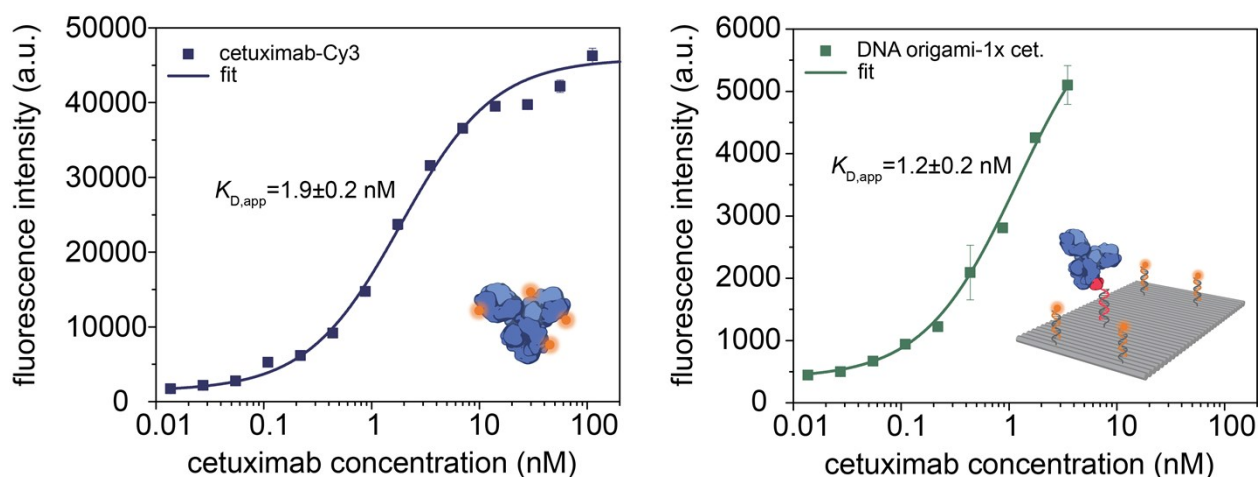 fluorescence intensity (a.u.)
50000
40000
30000
20000
10000
0
cetuximab-Cy3
fit
K_D,app=1.9±0.2 nM
0.01 0.1 1 10 100
cetuximab concentration (nM)
fluorescence intensity (a.u.)
6000
5000
4000
3000
2000
1000
0
DNA origami-1x cet.
fit
K_D,app=1.2±0.2 nM
0.01 0.1 1 10 100
cetuximab concentration (nM)